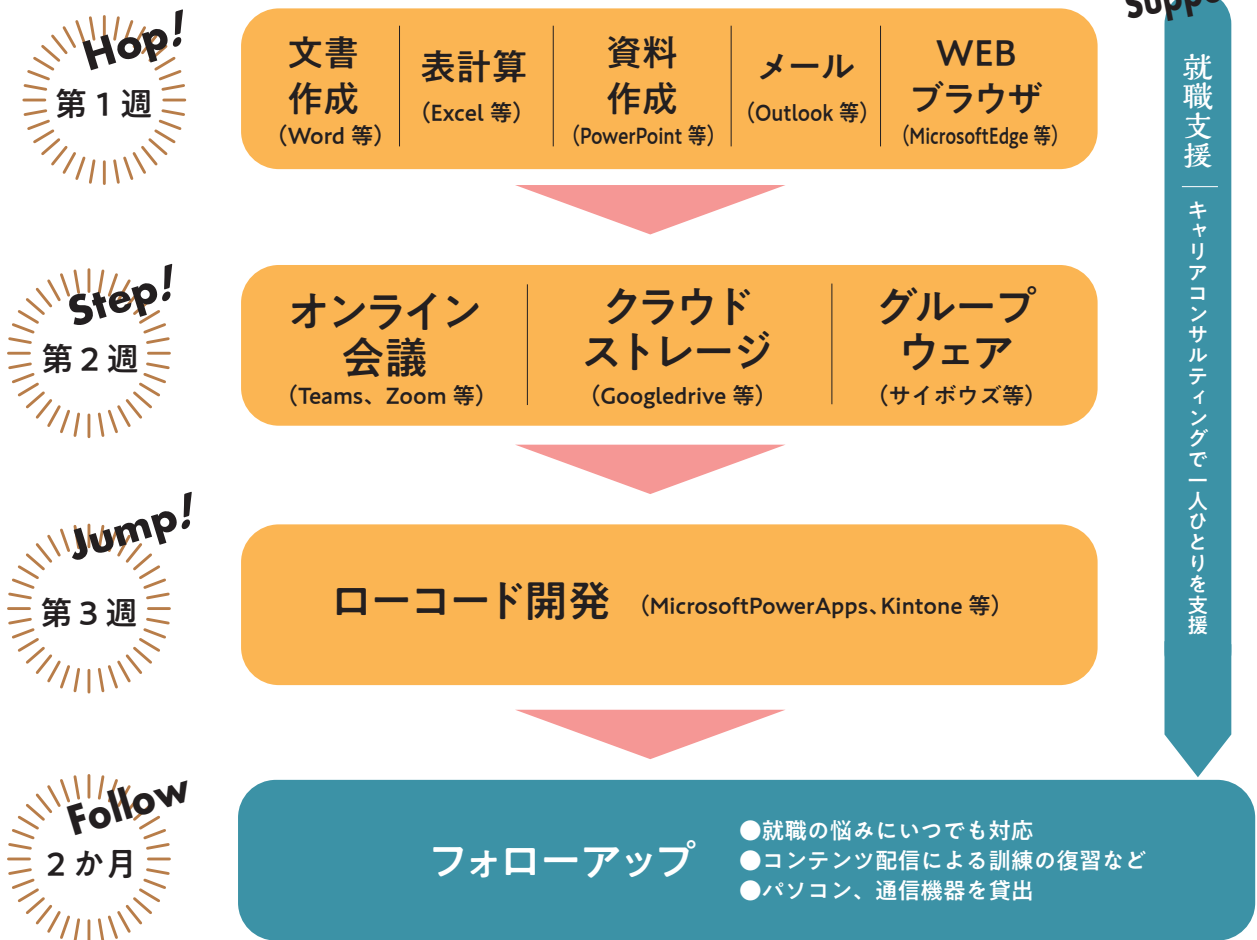 Hop!
第1週
文書
作成
（Word 等）
表計算
（Excel 等）
資料
作成
（PowerPoint 等）
メール
（Outlook 等）
WEB
ブラウザ
（MicrosoftEdge 等）
Step!
第2週
オンライン
会議
（Teams、Zoom 等）
クラウド
ストレージ
（Googledrive 等）
グループ
ウェア
（サイボウズ等）
Jump!
第3週
ローコード開発 （MicrosoftPowerApps、Kintone 等）
Follow
2か月
フォローアップ
●就職の悩みにいつでも対応
●コンテンツ配信による訓練の復習など
●パソコン、通信機器を貸出
就職支援
キャリアコンサルティングで一人ひとりを支援